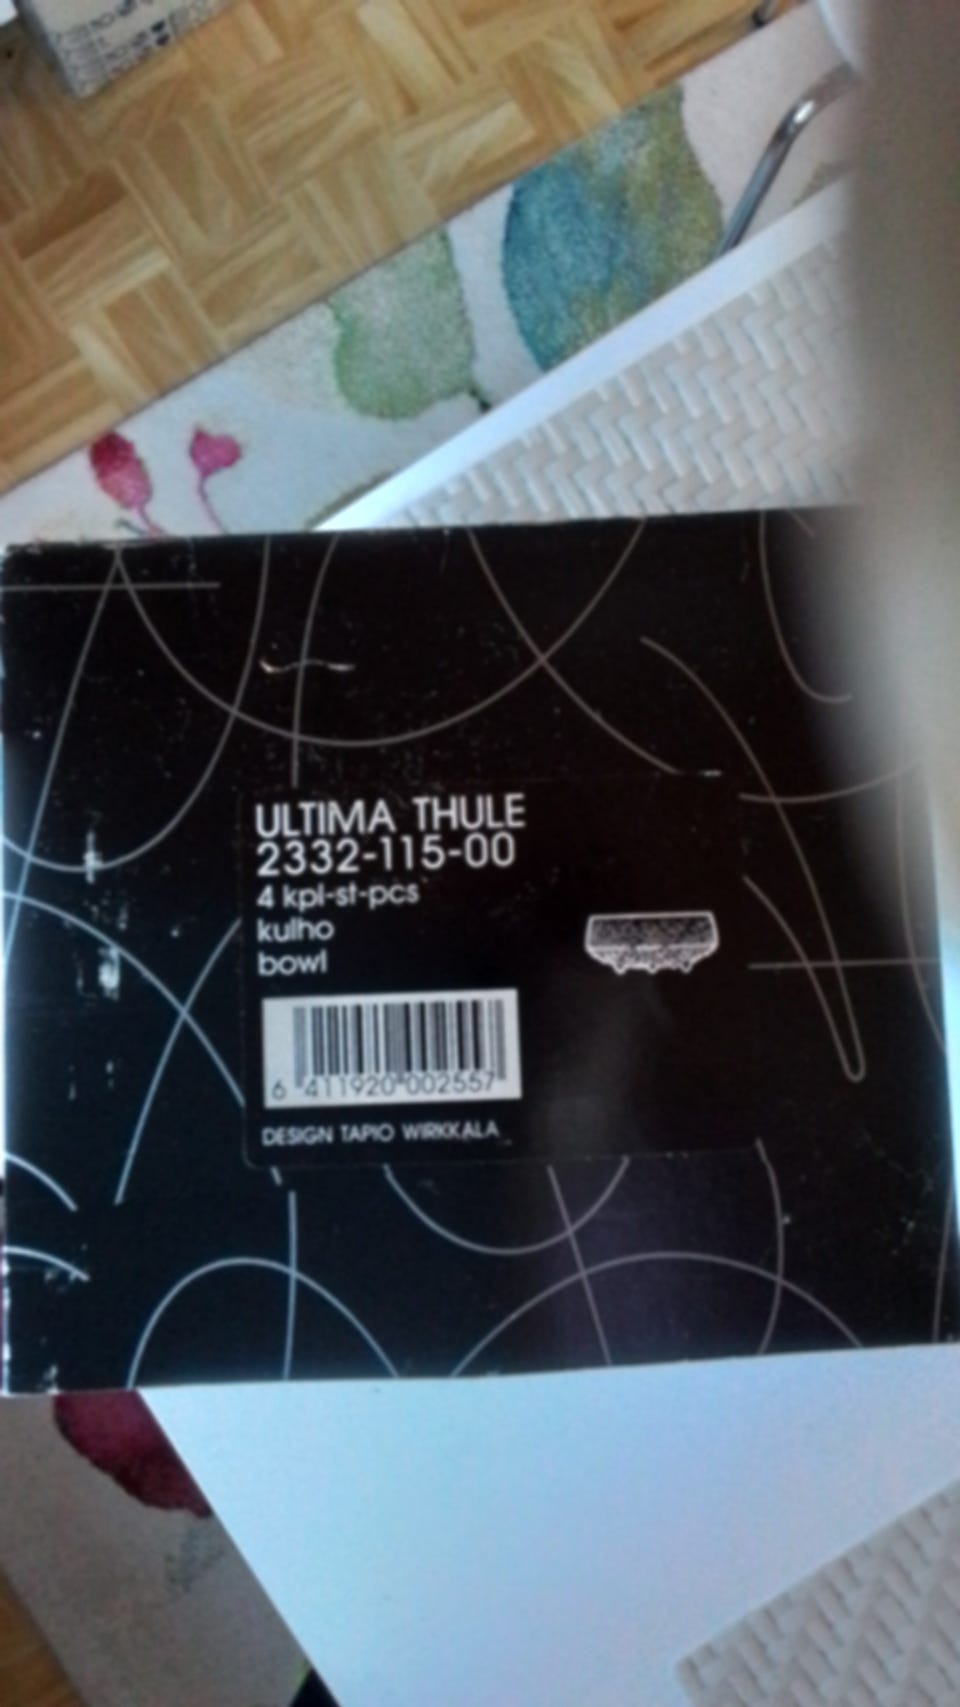 ULTIMA THULE
2332-115-00
4 kpl-st-pcs
kulho
bowl
6 411920 002557
DESIGN TAPIO WIRKKALA